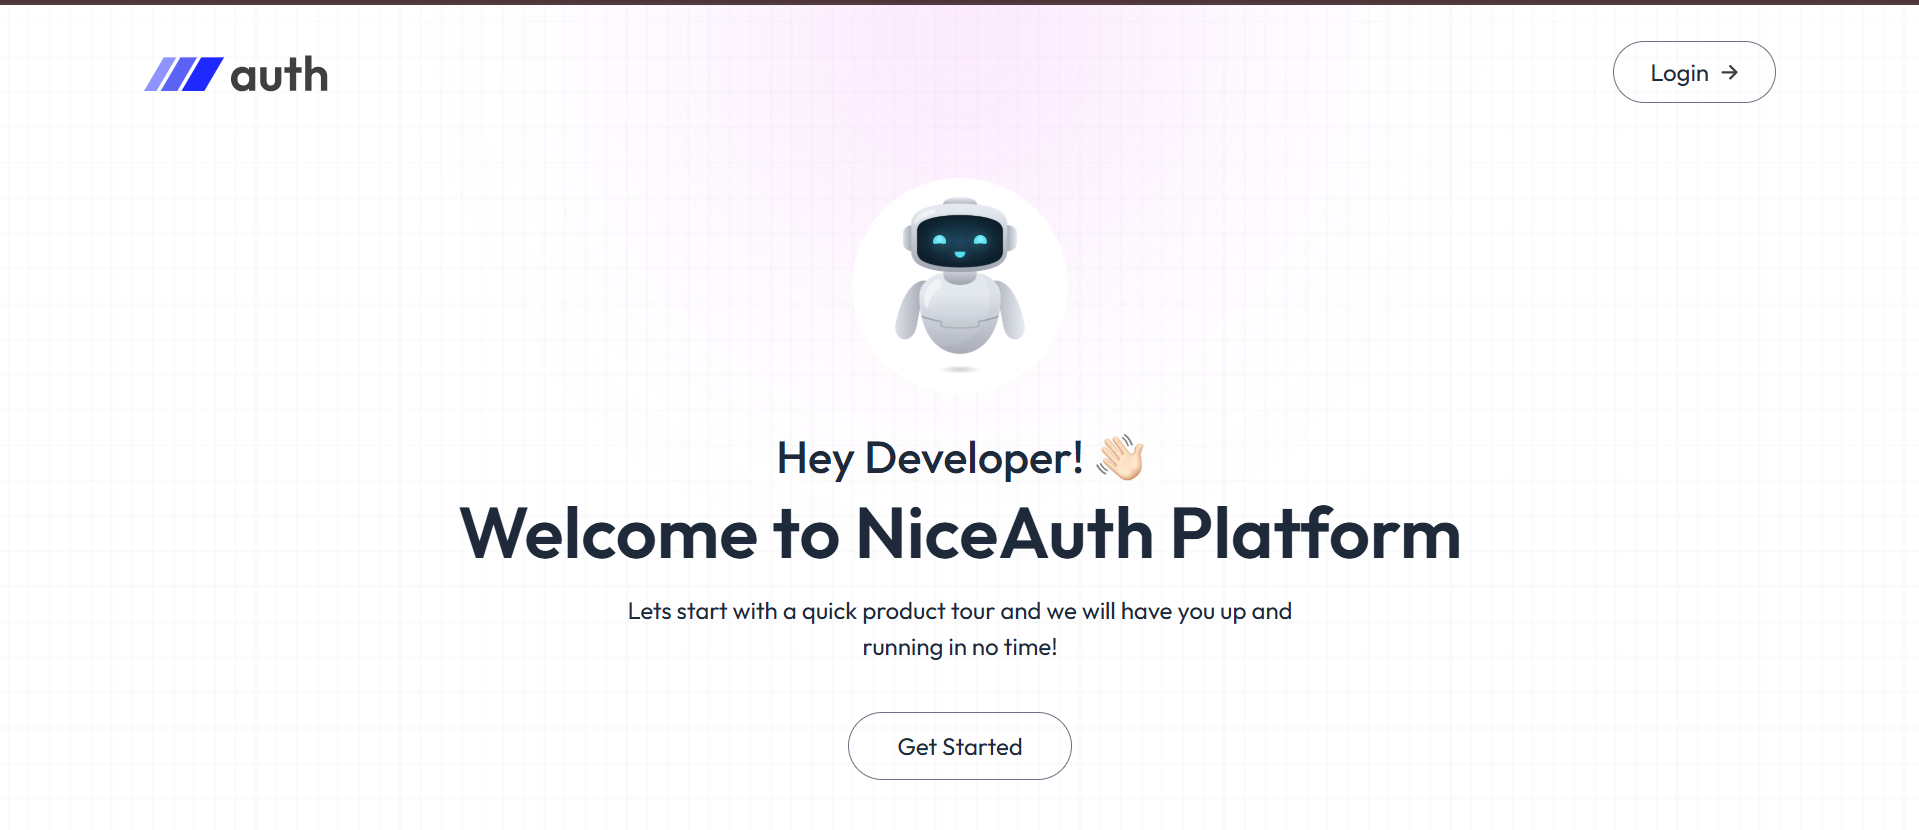 auth
Login →
Hey Developer! 👋🏻
Welcome to NiceAuth Platform
Lets start with a quick product tour and we will have you up and
running in no time!
Get Started